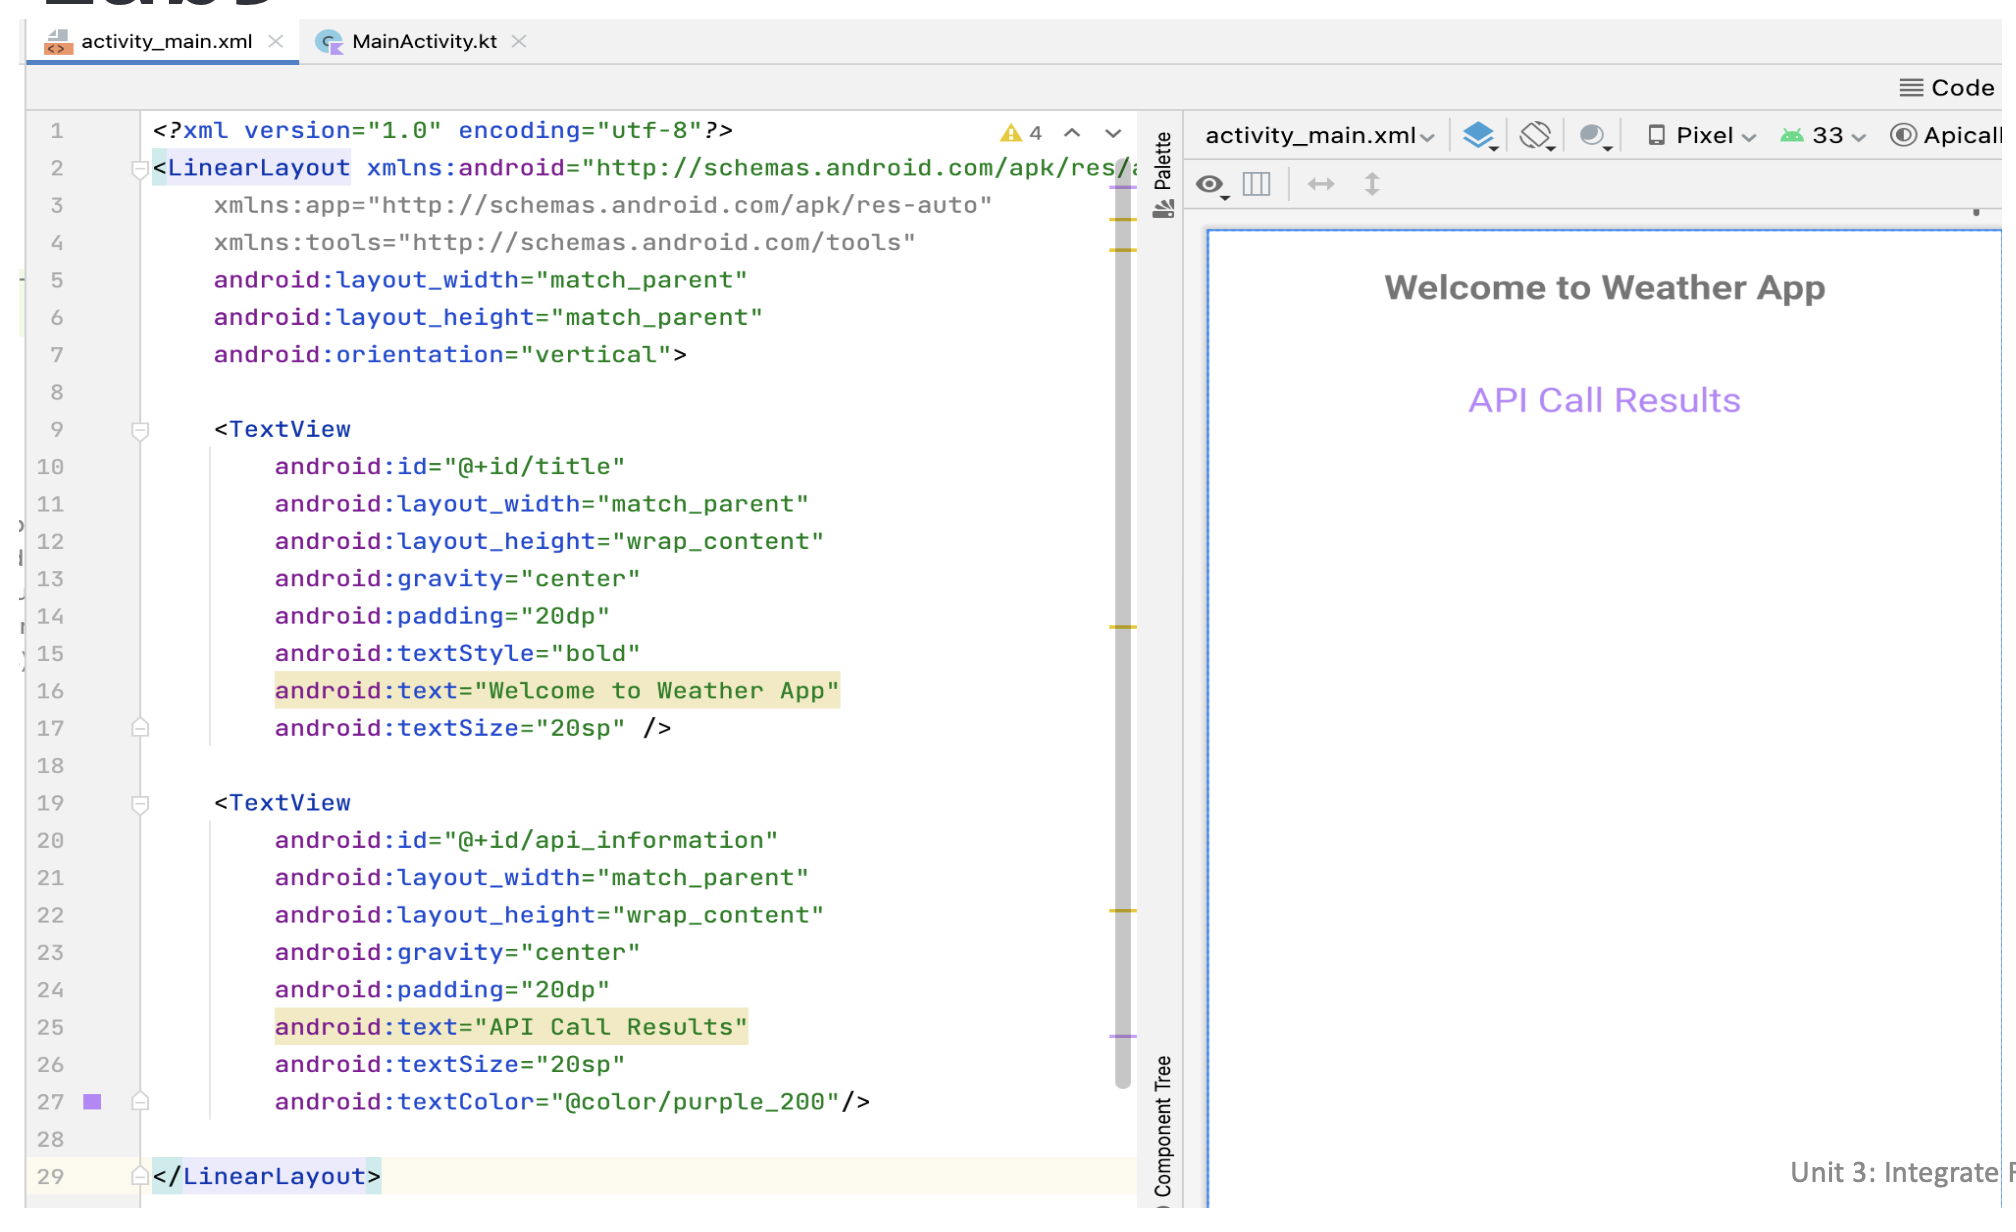 activity_main.xml
MainActivity.kt
Code
1 <?xml version="1.0" encoding="utf-8"?>
4
2 <LinearLayout xmlns:android="http://schemas.android.com/apk/res/
3 xmlns:app="http://schemas.android.com/apk/res-auto"
4 xmlns:tools="http://schemas.android.com/tools"
5 android:layout_width="match_parent"
6 android:layout_height="match_parent"
7 android:orientation="vertical">
8
9 <TextView
10 android:id="@+id/title"
11 android:layout_width="match_parent"
12 android:layout_height="wrap_content"
13 android:gravity="center"
14 android:padding="20dp"
15 android:textStyle="bold"
16 android:text="Welcome to Weather App"
17 android:textSize="20sp" />
18
19 <TextView
20 android:id="@+id/api_information"
21 android:layout_width="match_parent"
22 android:layout_height="wrap_content"
23 android:gravity="center"
24 android:padding="20dp"
25 android:text="API Call Results"
26 android:textSize="20sp"
27 android:textColor="@color/purple_200"/>
28
29 </LinearLayout>
Palette
Component Tree
activity_main.xml
Pixel
33
Apicall
Welcome to Weather App
API Call Results
Unit 3: Integrate